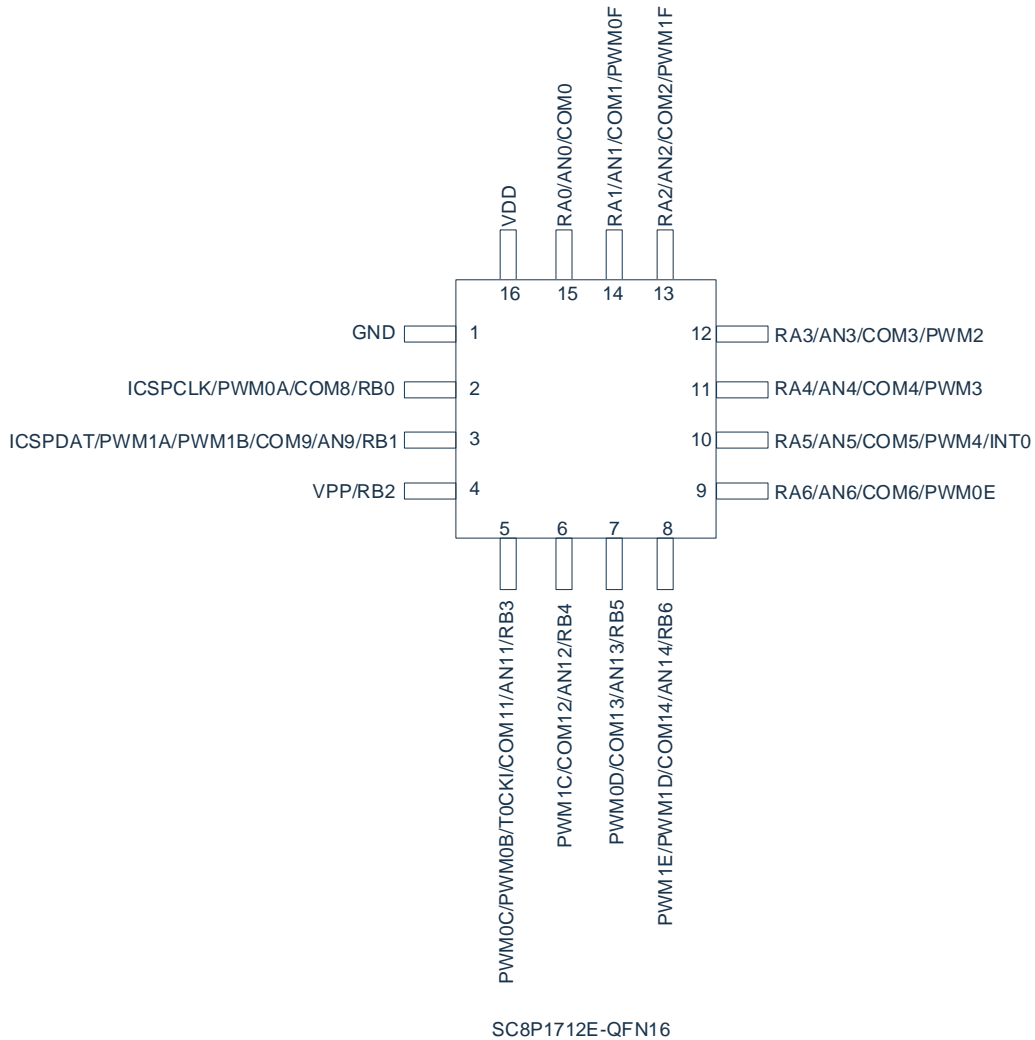 VDD
RA0/AN0/COM0
RA1/AN1/COM1/PWM0F
RA2/AN2/COM2/PWM1F
16
15
14
13
GND
1
12
RA3/AN3/COM3/PWM2
ICSPCLK/PWM0A/COM8/RB0
2
11
RA4/AN4/COM4/PWM3
ICSPDAT/PWM1A/PWM1B/COM9/AN9/RB1
3
10
RA5/AN5/COM5/PWM4/INT0
VPP/RB2
4
9
RA6/AN6/COM6/PWM0E
5
6
7
8
PWM0C/PWM0B/T0CKI/COM11/AN11/RB3
PWM1C/COM12/AN12/RB4
PWM0D/COM13/AN13/RB5
PWM1E/PWM1D/COM14/AN14/RB6
SC8P1712E-QFN16